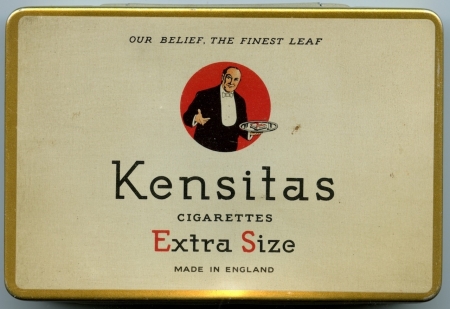 OUR BELIEF, THE FINEST LEAF
Kensitas
CIGARETTES
Extra Size
MADE IN ENGLAND